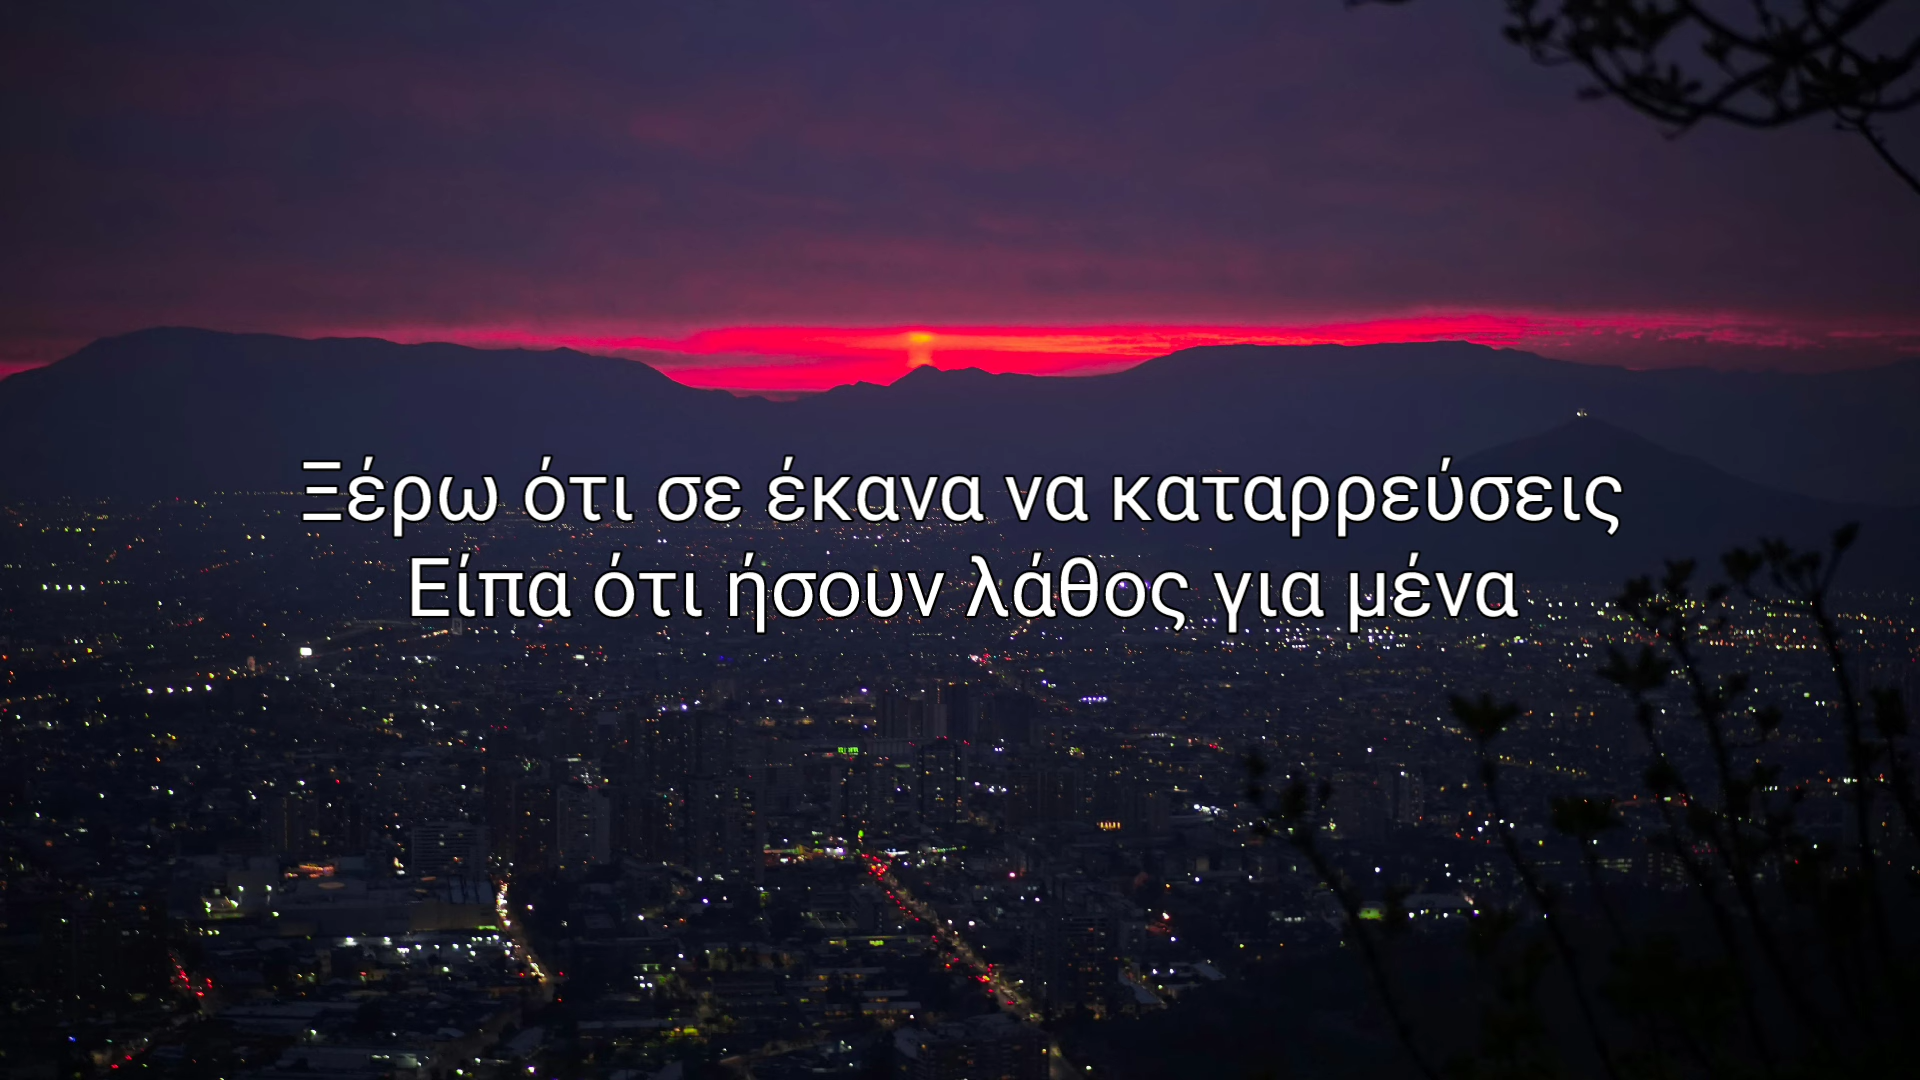 Ξέρω ότι σε έκανα να καταρρεύσεις
Είπα ότι ήσουν λάθος για μένα